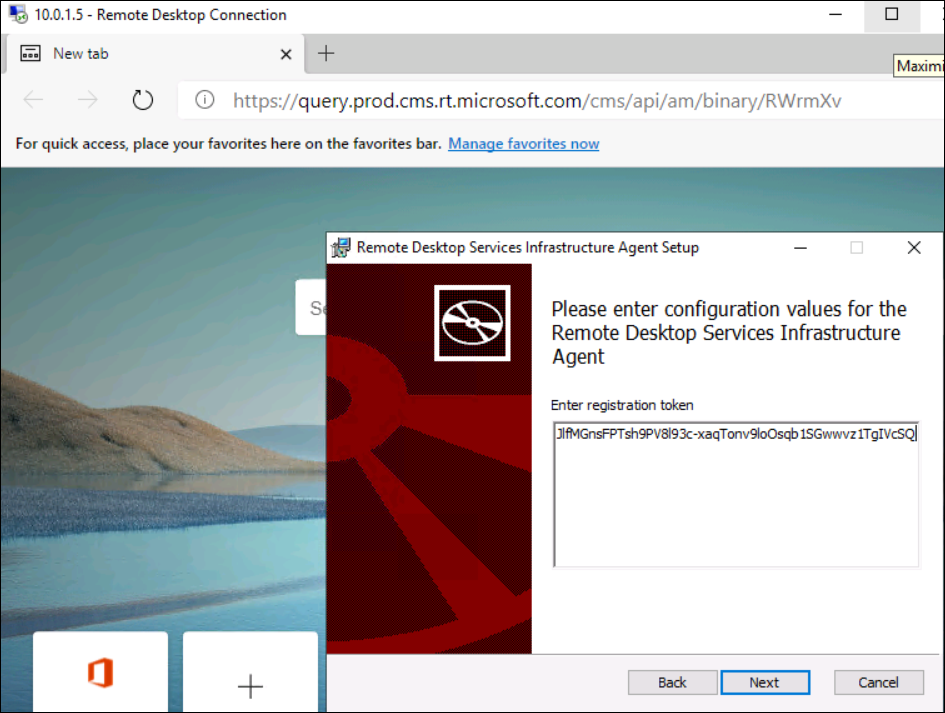 10.0.1.5 - Remote Desktop Connection
New tab
Maximi
https://query.prod.cms.rt.microsoft.com/cms/api/am/binary/RWrmXv
For quick access, place your favorites here on the favorites bar. Manage favorites now
Remote Desktop Services Infrastructure Agent Setup
Se
Please enter configuration values for the
Remote Desktop Services Infrastructure
Agent
Enter registration token
JlfMGnsFPTsh9PV8l93c-xaqTonv9loOsqb1SGwwvz1TgIVcSQ
Back
Next
Cancel